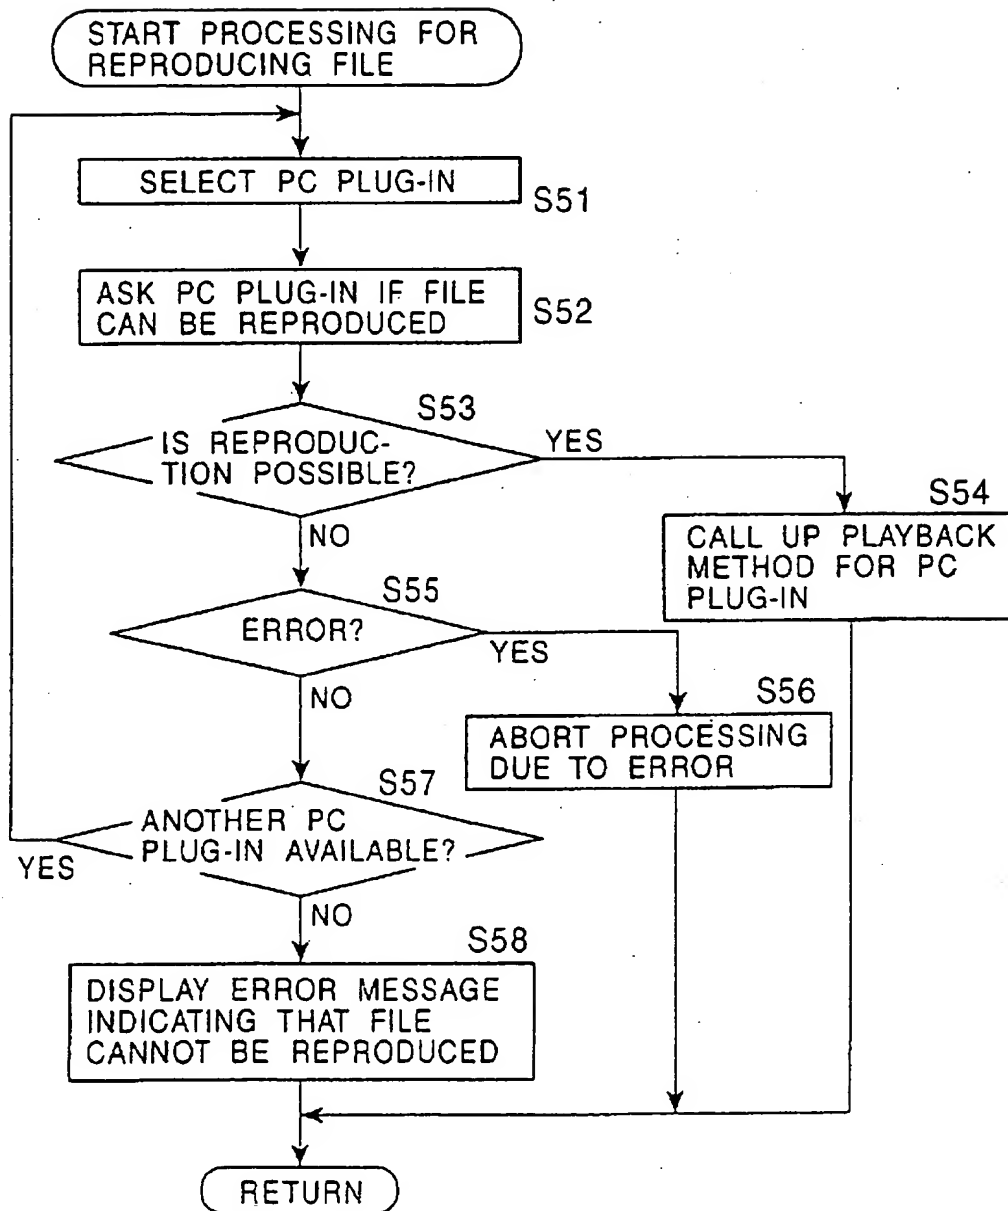 START PROCESSING FOR
REPRODUCING FILE
SELECT PC PLUG-IN
S51
ASK PC PLUG-IN IF FILE
CAN BE REPRODUCED
S52
S53
IS REPRODUC-
TION POSSIBLE?
YES
NO
S54
CALL UP PLAYBACK
METHOD FOR PC
PLUG-IN
S55
ERROR?
YES
NO
S56
ABORT PROCESSING
DUE TO ERROR
S57
ANOTHER PC
PLUG-IN AVAILABLE?
YES
NO
S58
DISPLAY ERROR MESSAGE
INDICATING THAT FILE
CANNOT BE REPRODUCED
RETURN